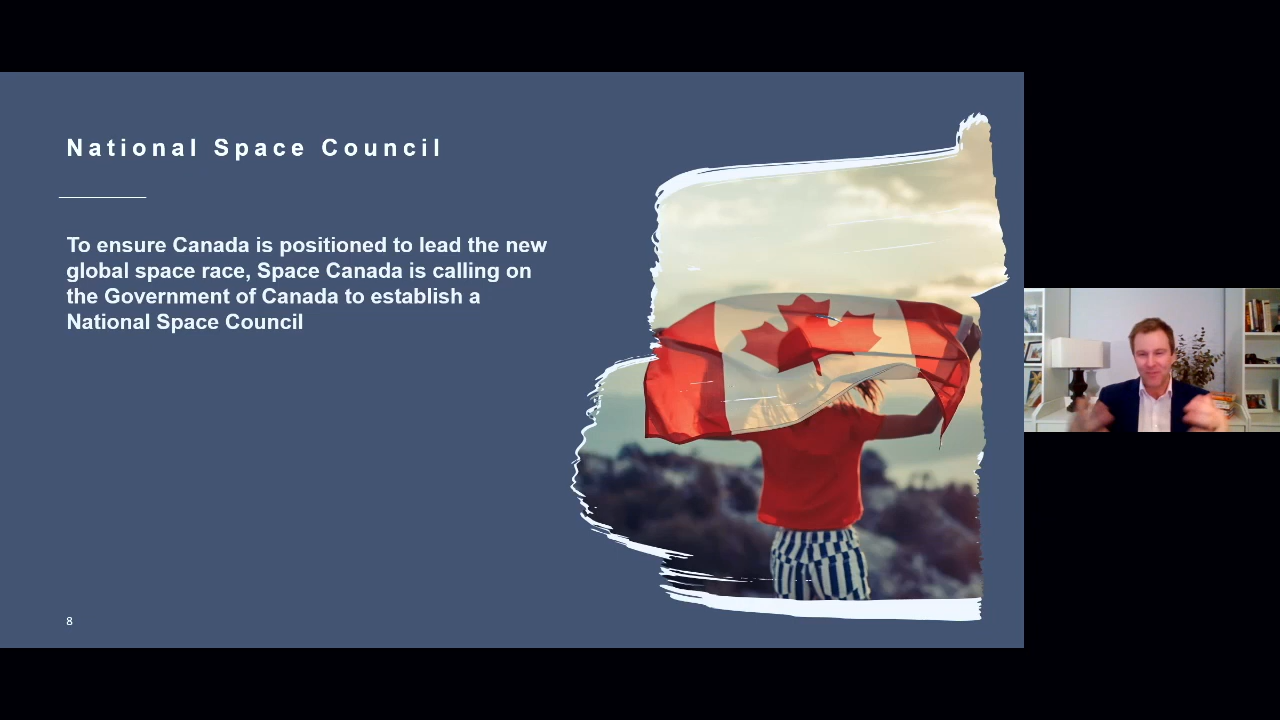 National Space Council
To ensure Canada is positioned to lead the new
global space race, Space Canada is calling on
the Government of Canada to establish a
National Space Council
8